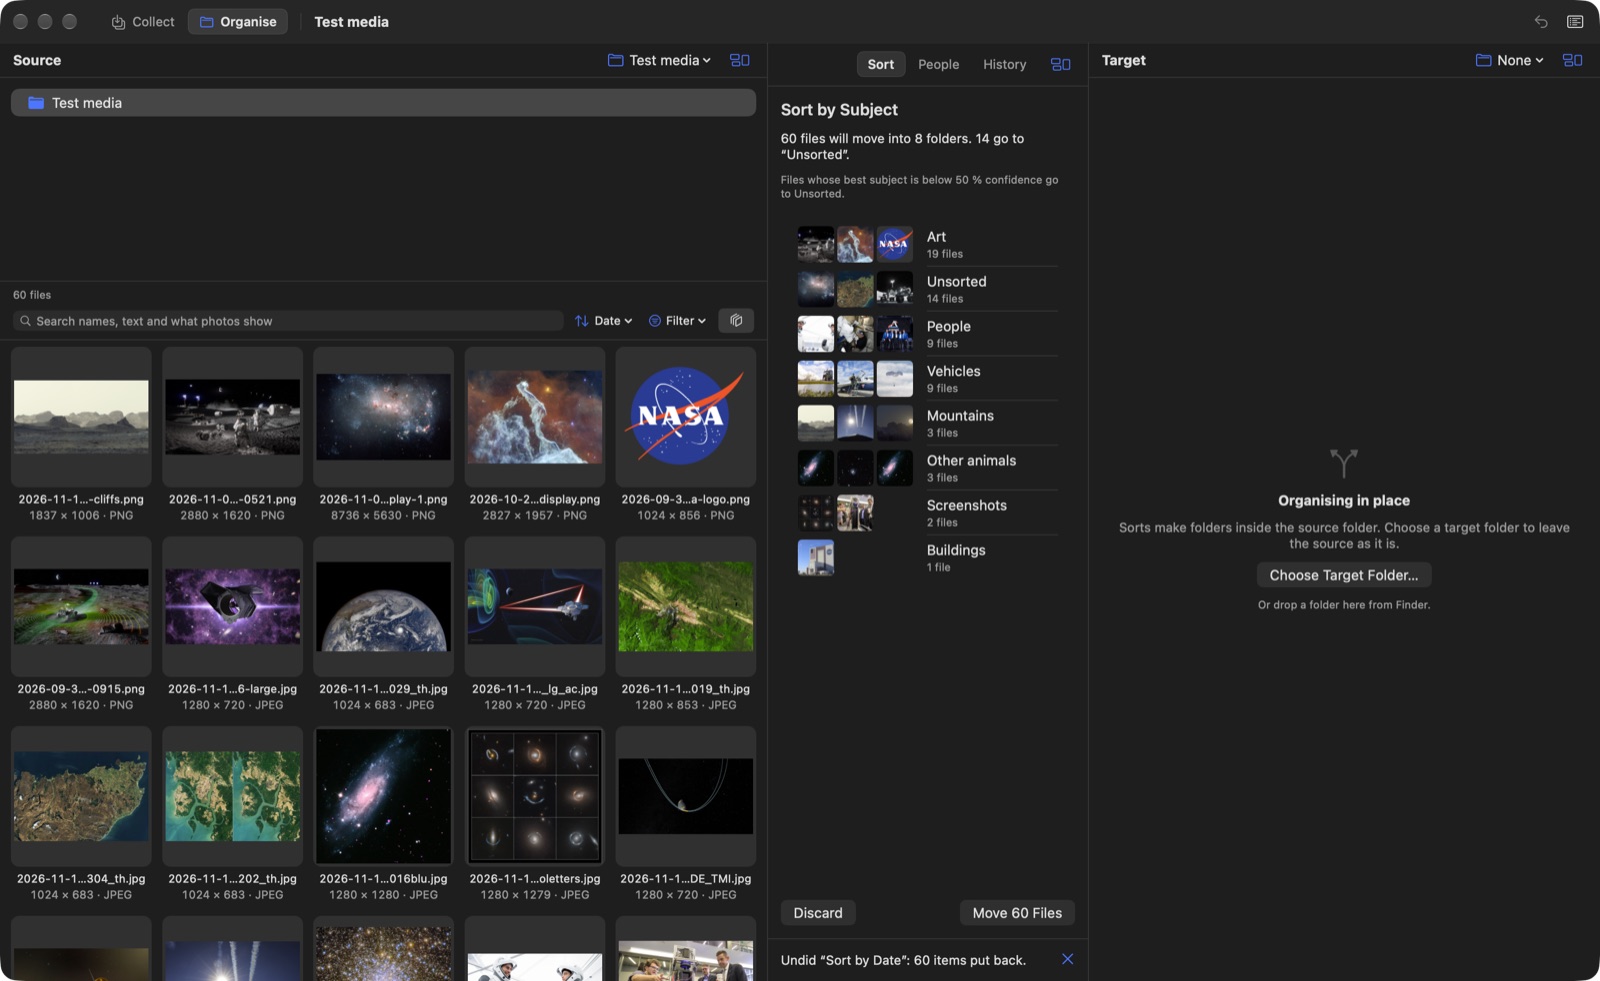 Collect
Organise
Test media
Source
Test media
Sort
People
History
Target
None
Test media
Sort by Subject
60 files will move into 8 folders. 14 go to
“Unsorted”.
Files whose best subject is below 50 % confidence go
to Unsorted.
60 files
Search names, text and what photos show
Date
Filter
Art
19 files
Unsorted
14 files
People
9 files
Vehicles
9 files
Mountains
3 files
Other animals
3 files
Screenshots
2 files
Buildings
1 file
NASA
NASA
2026-11-1...-cliffs.png
1837 × 1006 · PNG
2026-11-0...-0521.png
2880 × 1620 · PNG
2026-11-0...play-1.png
8736 × 5630 · PNG
2026-10-2...display.png
2827 × 1957 · PNG
2026-09-3...a-logo.png
1024 × 856 · PNG
2026-09-3...-0915.png
2880 × 1620 · PNG
2026-11-1...6-large.jpg
1280 × 720 · JPEG
2026-11-1...029_th.jpg
1024 × 683 · JPEG
2026-11-1..._lg_ac.jpg
1280 × 720 · JPEG
2026-11-1...019_th.jpg
1280 × 853 · JPEG
2026-11-1...304_th.jpg
1024 × 683 · JPEG
2026-11-1...202_th.jpg
1024 × 683 · JPEG
2026-11-1...016blu.jpg
1280 × 1280 · JPEG
2026-11-1...oletters.jpg
1280 × 1279 · JPEG
2026-11-1...DE_TMI.jpg
1280 × 720 · JPEG
Organising in place
Sorts make folders inside the source folder. Choose a target folder to leave
the source as it is.
Choose Target Folder...
Or drop a folder here from Finder.
Discard
Move 60 Files
Undid “Sort by Date”: 60 items put back.